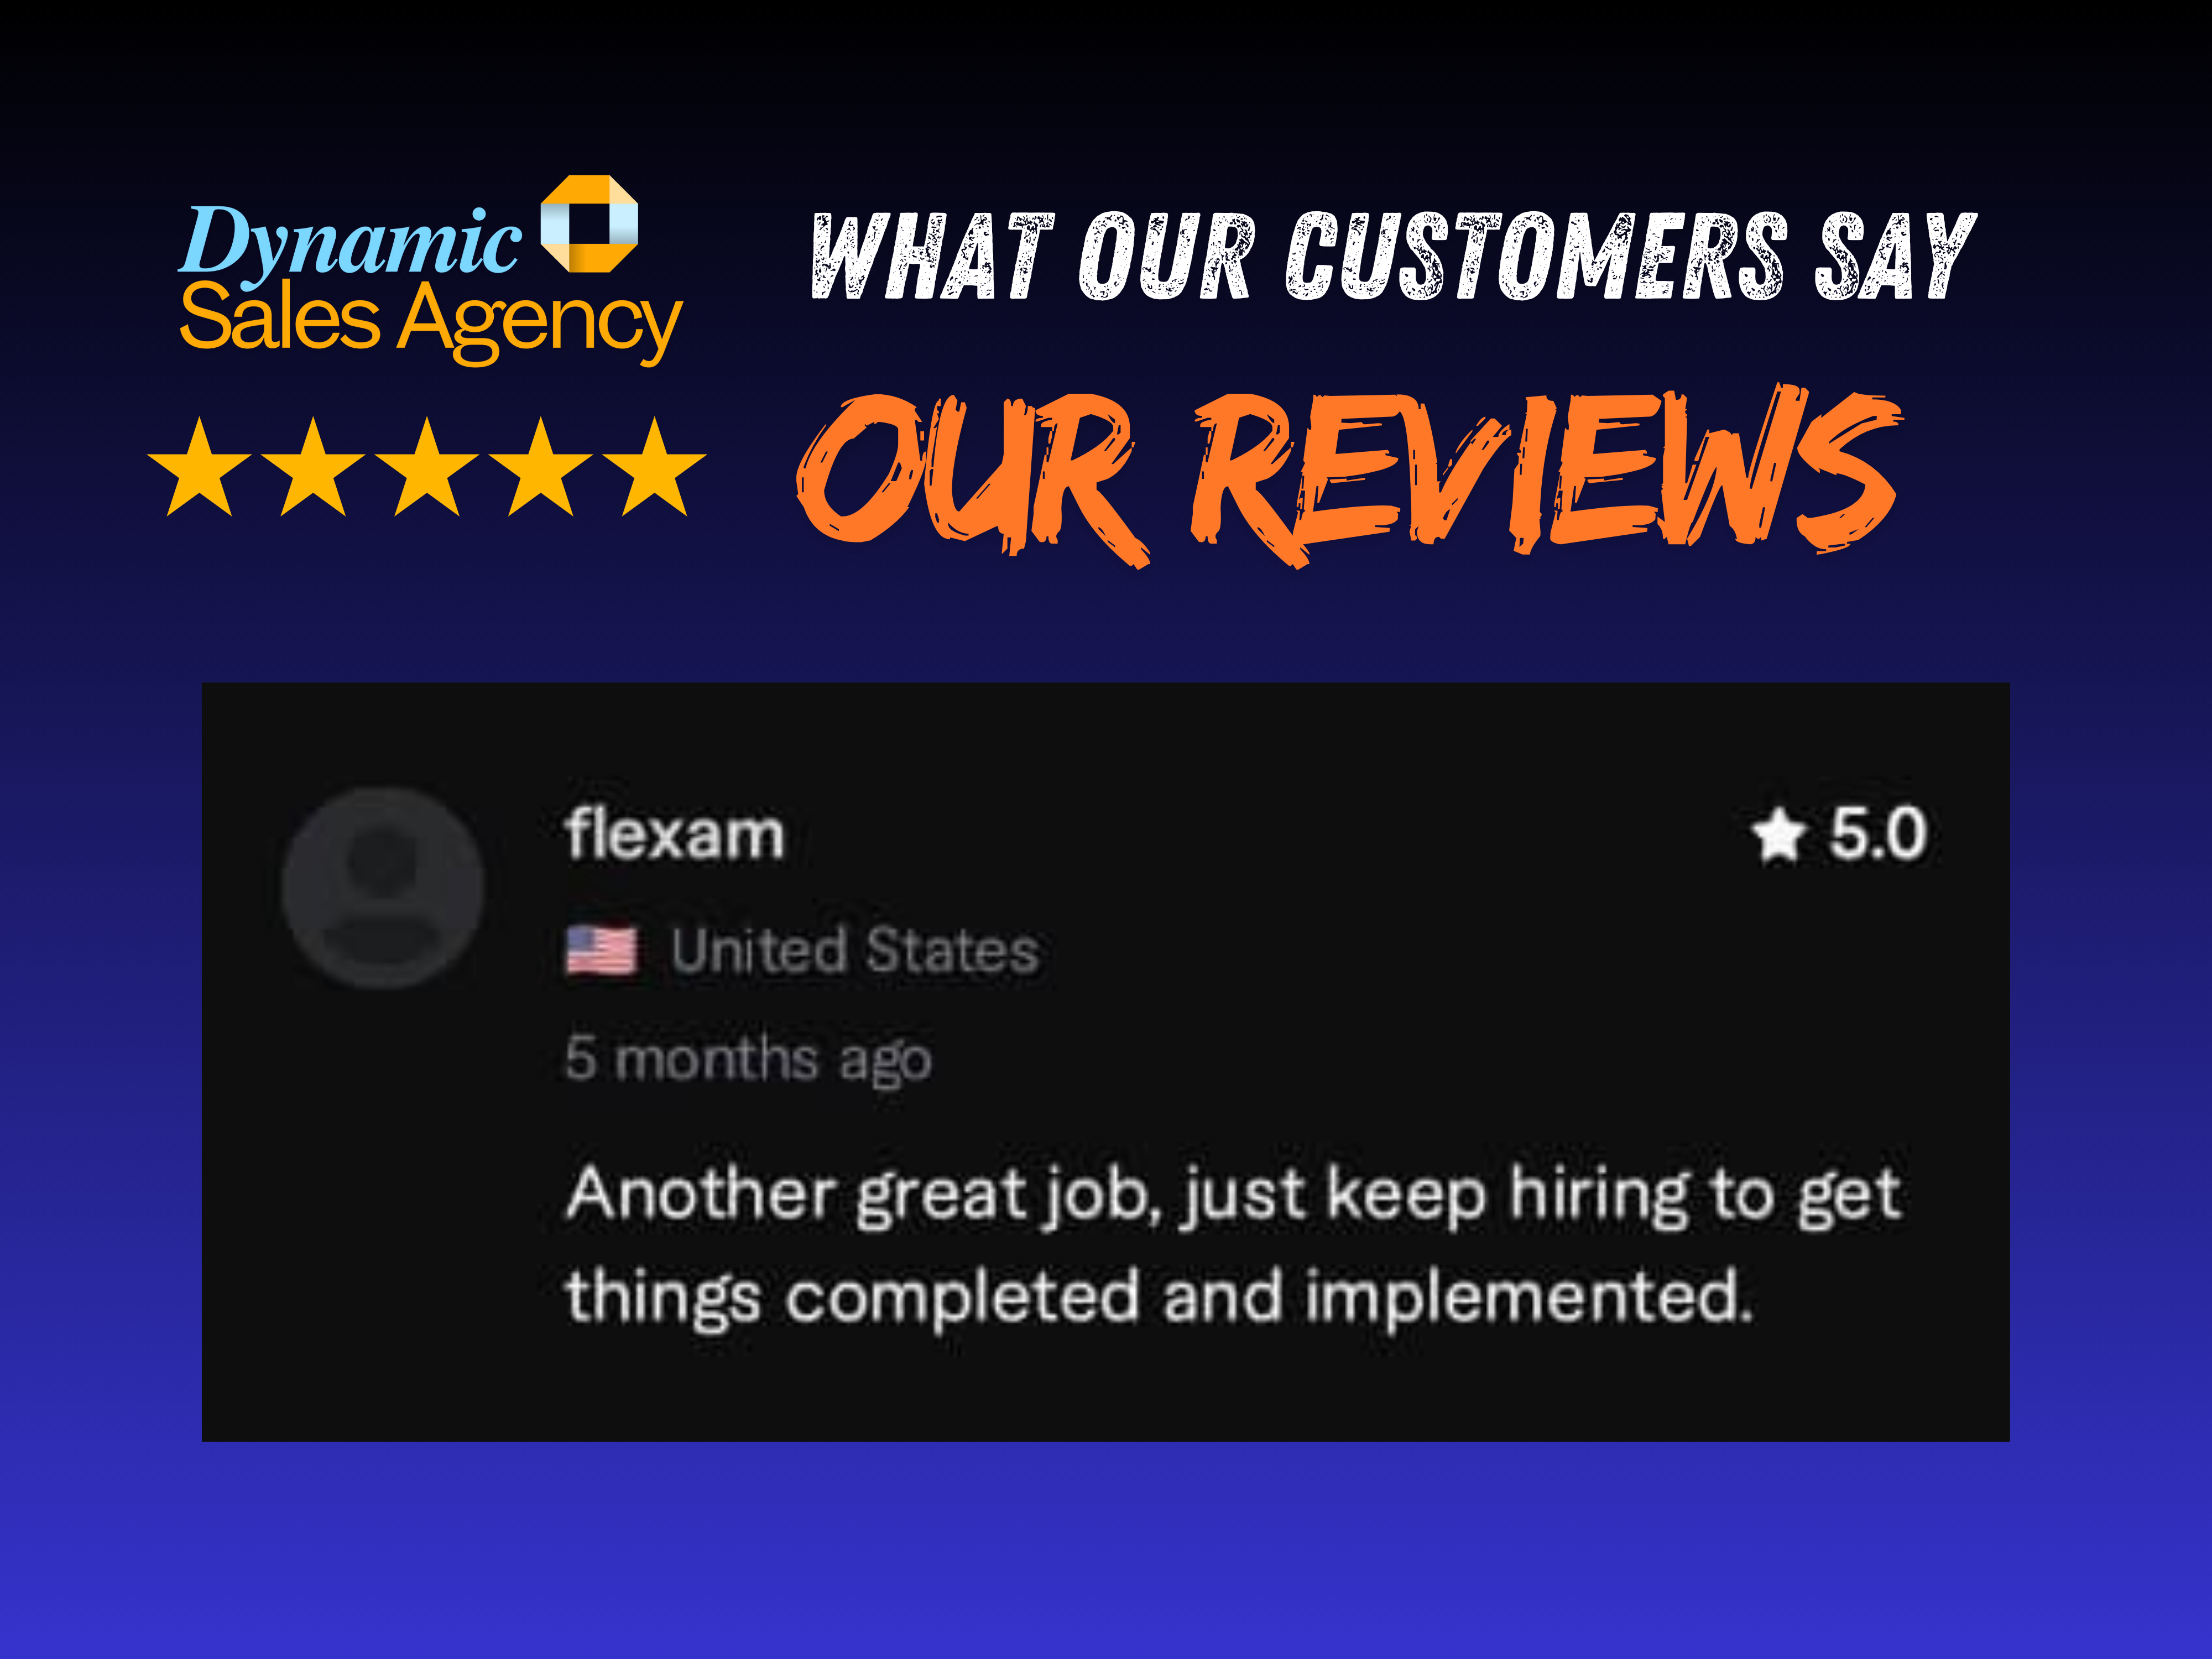 Dynamic
Sales Agency
WHAT OUR CUSTOMERS SAY
OUR REVIEWS
flexam
5.0
United States
5 months ago
Another great job, just keep hiring to get
things completed and implemented.